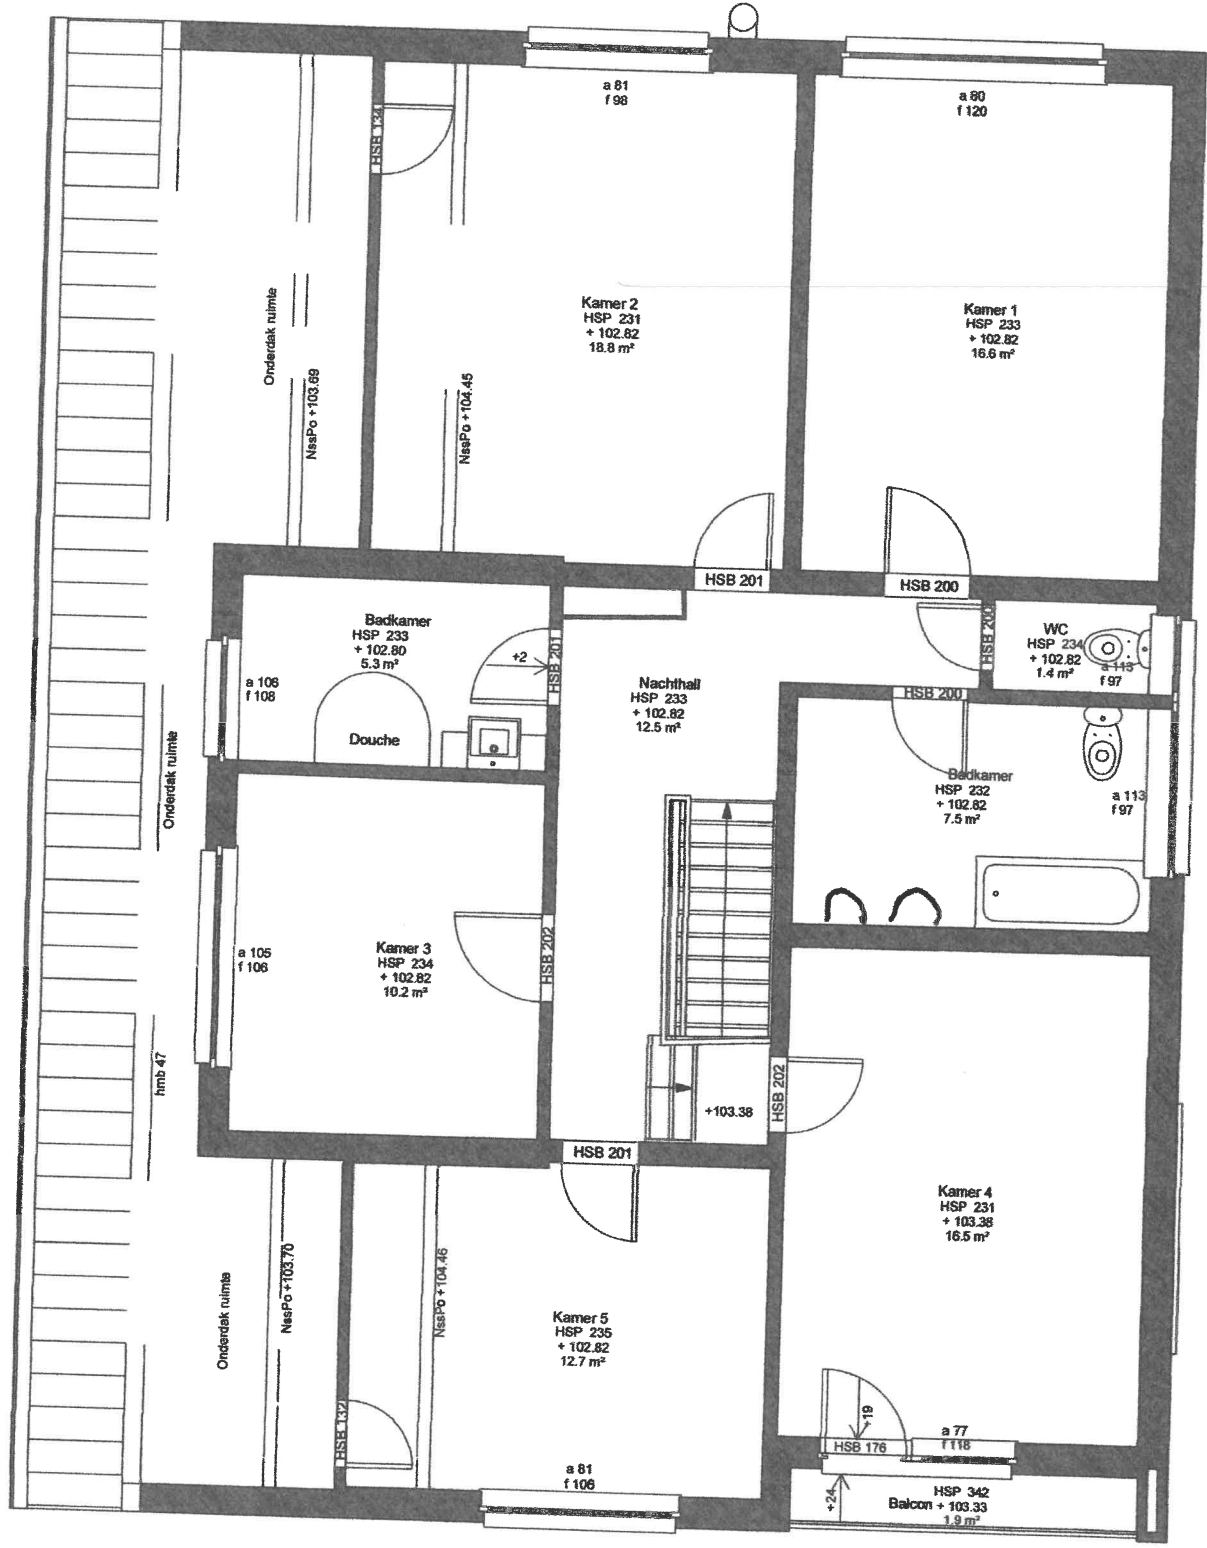 a 81
f 98
a 80
f 120
HSB 134
Kamer 2
HSP 231
+ 102.82
18.8 m²
Kamer 1
HSP 233
+ 102.82
16.6 m²
Onderdak ruimte
NssPo +103.69
NssPo +104.45
HSB 201
HSB 200
Badkamer
HSP 233
+ 102.80
5.3 m²
+2
HSB 201
HSB 200
WC
HSP 234
+ 102.82
1.4 m²
a 113
f 97
a 106
f 108
Douche
Nachthall
HSP 233
+ 102.82
12.5 m²
HSB 200
Badkamer
HSP 232
+ 102.82
7.5 m²
a 113
f 97
Onderdak ruimte
a 105
f 106
Kamer 3
HSP 234
+ 102.82
10.2 m²
HSB 202
hmb 47
+103.38
HSB 202
HSB 201
Kamer 4
HSP 231
+ 103.38
16.5 m²
Onderdak ruimte
NssPo +103.70
NssPo +104.46
Kamer 5
HSP 235
+ 102.82
12.7 m²
HSB 132
+19
HSB 176
a 77
f 118
a 81
f 106
+24
HSP 342
Balcon + 103.33
1.9 m²